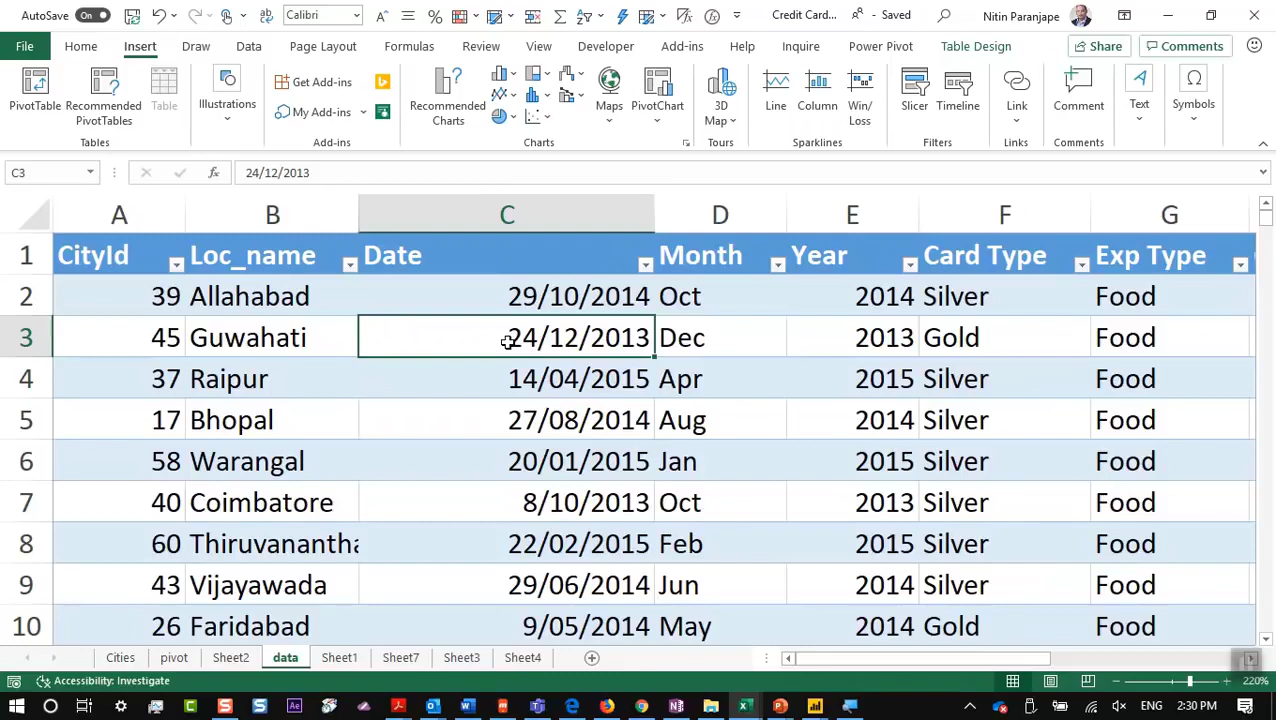 AutoSave On Calibri Credit Card... Saved Nitin Paranjape
File Home Insert Draw Data Page Layout Formulas Review View Developer Add-ins Help Inquire Power Pivot Table Design Share Comments
PivotTable Recommended PivotTables Table Illustrations Get Add-ins My Add-ins Recommended Charts Maps PivotChart 3D Map Line Column Win/ Loss Slicer Timeline Link Comment Text Symbols
Tables Add-ins Charts Tours Sparklines Filters Links Comments
C3 fx 24/12/2013
A B C D E F G
1 CityId Loc_name Date Month Year Card Type Exp Type
2 39 Allahabad 29/10/2014 Oct 2014 Silver Food
3 45 Guwahati 24/12/2013 Dec 2013 Gold Food
4 37 Raipur 14/04/2015 Apr 2015 Silver Food
5 17 Bhopal 27/08/2014 Aug 2014 Silver Food
6 58 Warangal 20/01/2015 Jan 2015 Silver Food
7 40 Coimbatore 8/10/2013 Oct 2013 Silver Food
8 60 Thiruvanantha 22/02/2015 Feb 2015 Silver Food
9 43 Vijayawada 29/06/2014 Jun 2014 Silver Food
10 26 Faridabad 9/05/2014 May 2014 Gold Food
Cities pivot Sheet2 data Sheet1 Sheet7 Sheet3 Sheet4
Accessibility: Investigate 220%
2:30 PM